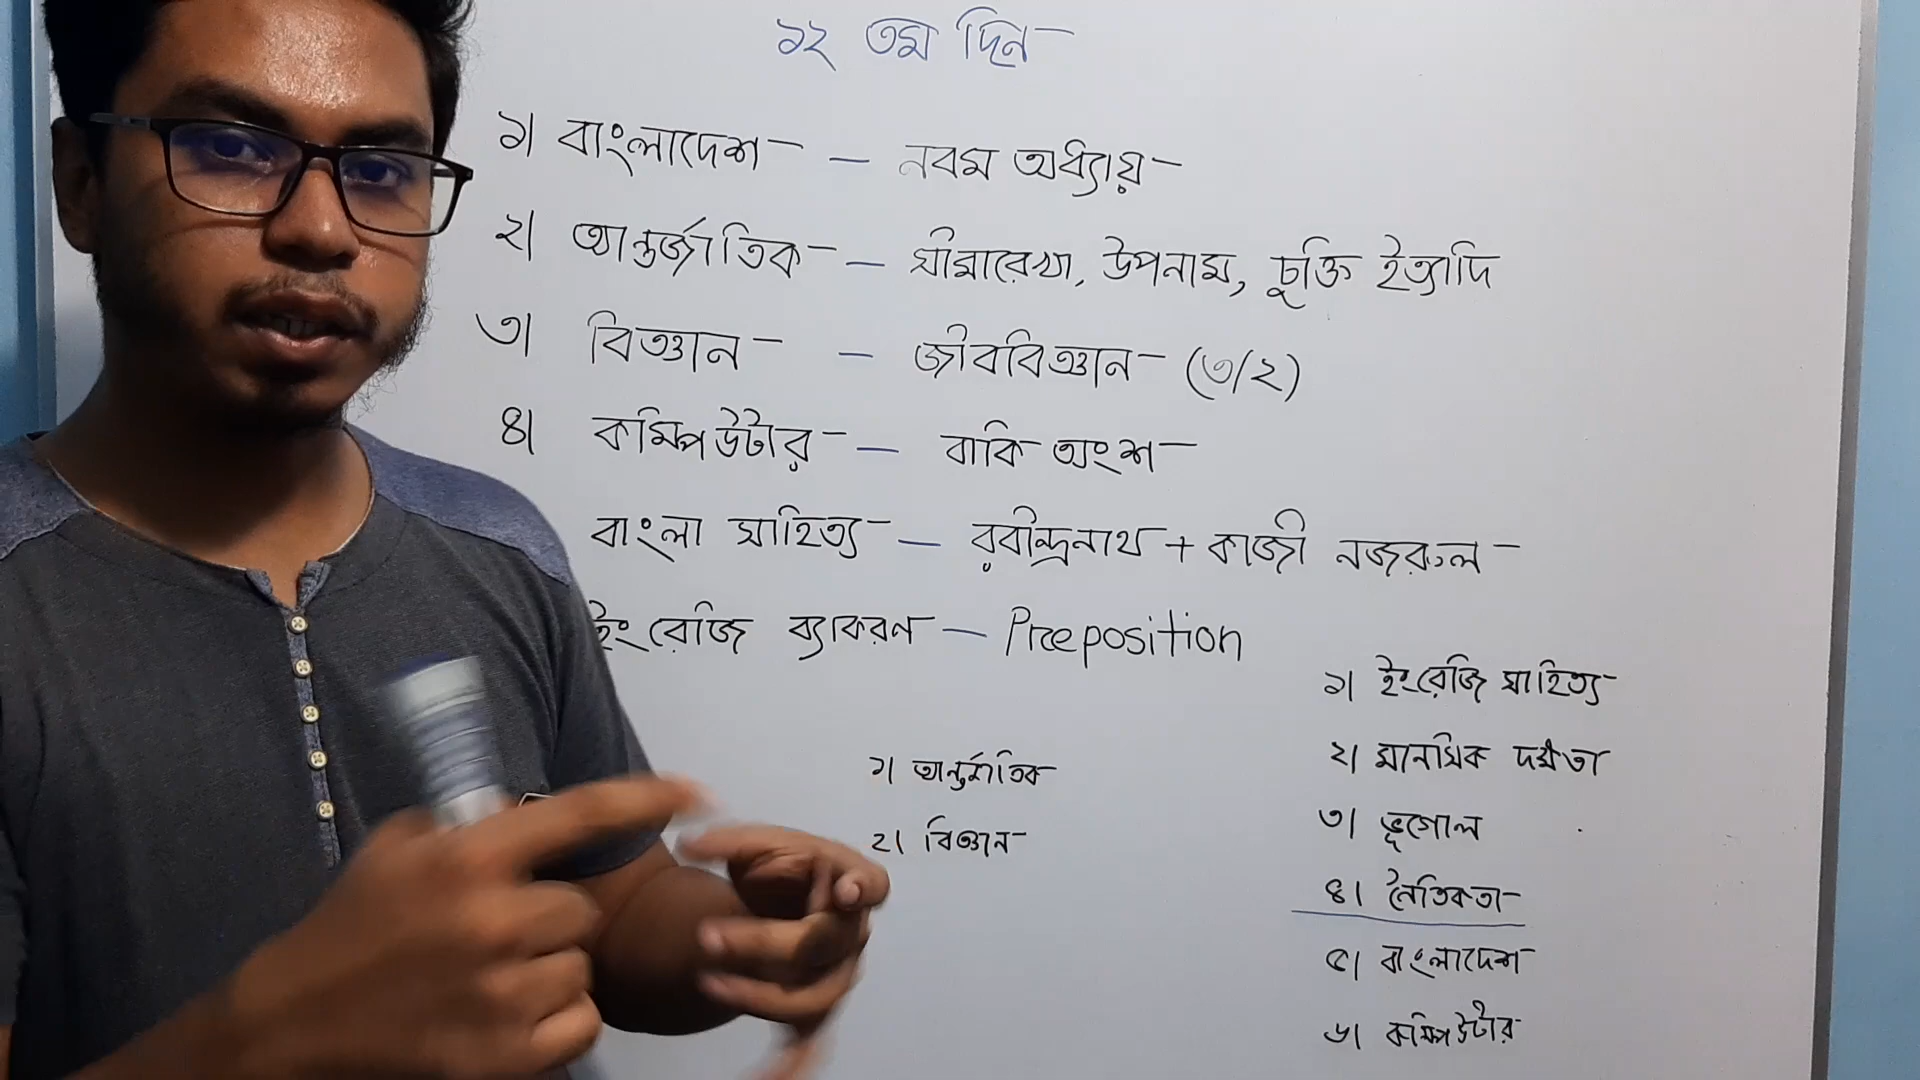 ১২ তম দিন
১। বাংলাদেশ — নবম অধ্যায়
২। আন্তর্জাতিক — সীমারেখা, উপনাম, চুক্তি ইত্যাদি
৩। বিজ্ঞান — জীববিজ্ঞান (৩/২)
৪। কম্পিউটার — বাকি অংশ
বাংলা সাহিত্য — রবীন্দ্রনাথ + কাজী নজরুল
ইংরেজি ব্যাকরণ — Preposition
১। আন্তর্জাতিক
২। বিজ্ঞান
১। ইংরেজি সাহিত্য
২। মানসিক দক্ষতা
৩। ভূগোল
৪। নৈতিকতা
৫। বাংলাদেশ
৬। কম্পিউটার